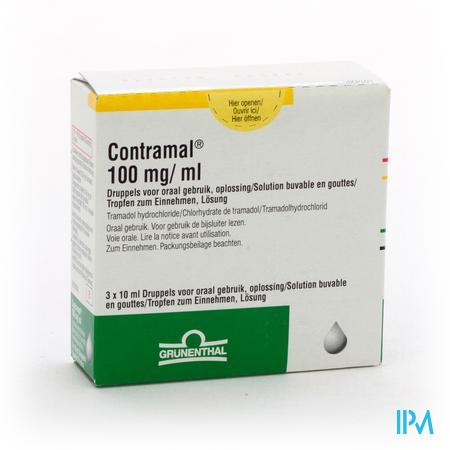 Hier openen/
Ouvrir ici/
Hier öffnen
Contramal®
100 mg/ ml
Druppels voor oraal gebruik, oplossing/Solution buvable en gouttes/
Tropfen zum Einnehmen, Lösung
Tramadol hydrochloride/Chlorhydrate de tramadol/Tramadolhydrochlorid
Oraal gebruik. Voor gebruik de bijsluiter lezen.
Voie orale. Lire la notice avant utilisation.
Zum Einnehmen. Packungsbeilage beachten.
3 x 10 ml Druppels voor oraal gebruik, oplossing/Solution buvable
en gouttes/Tropfen zum Einnehmen, Lösung
GRUNENTHAL
IPM